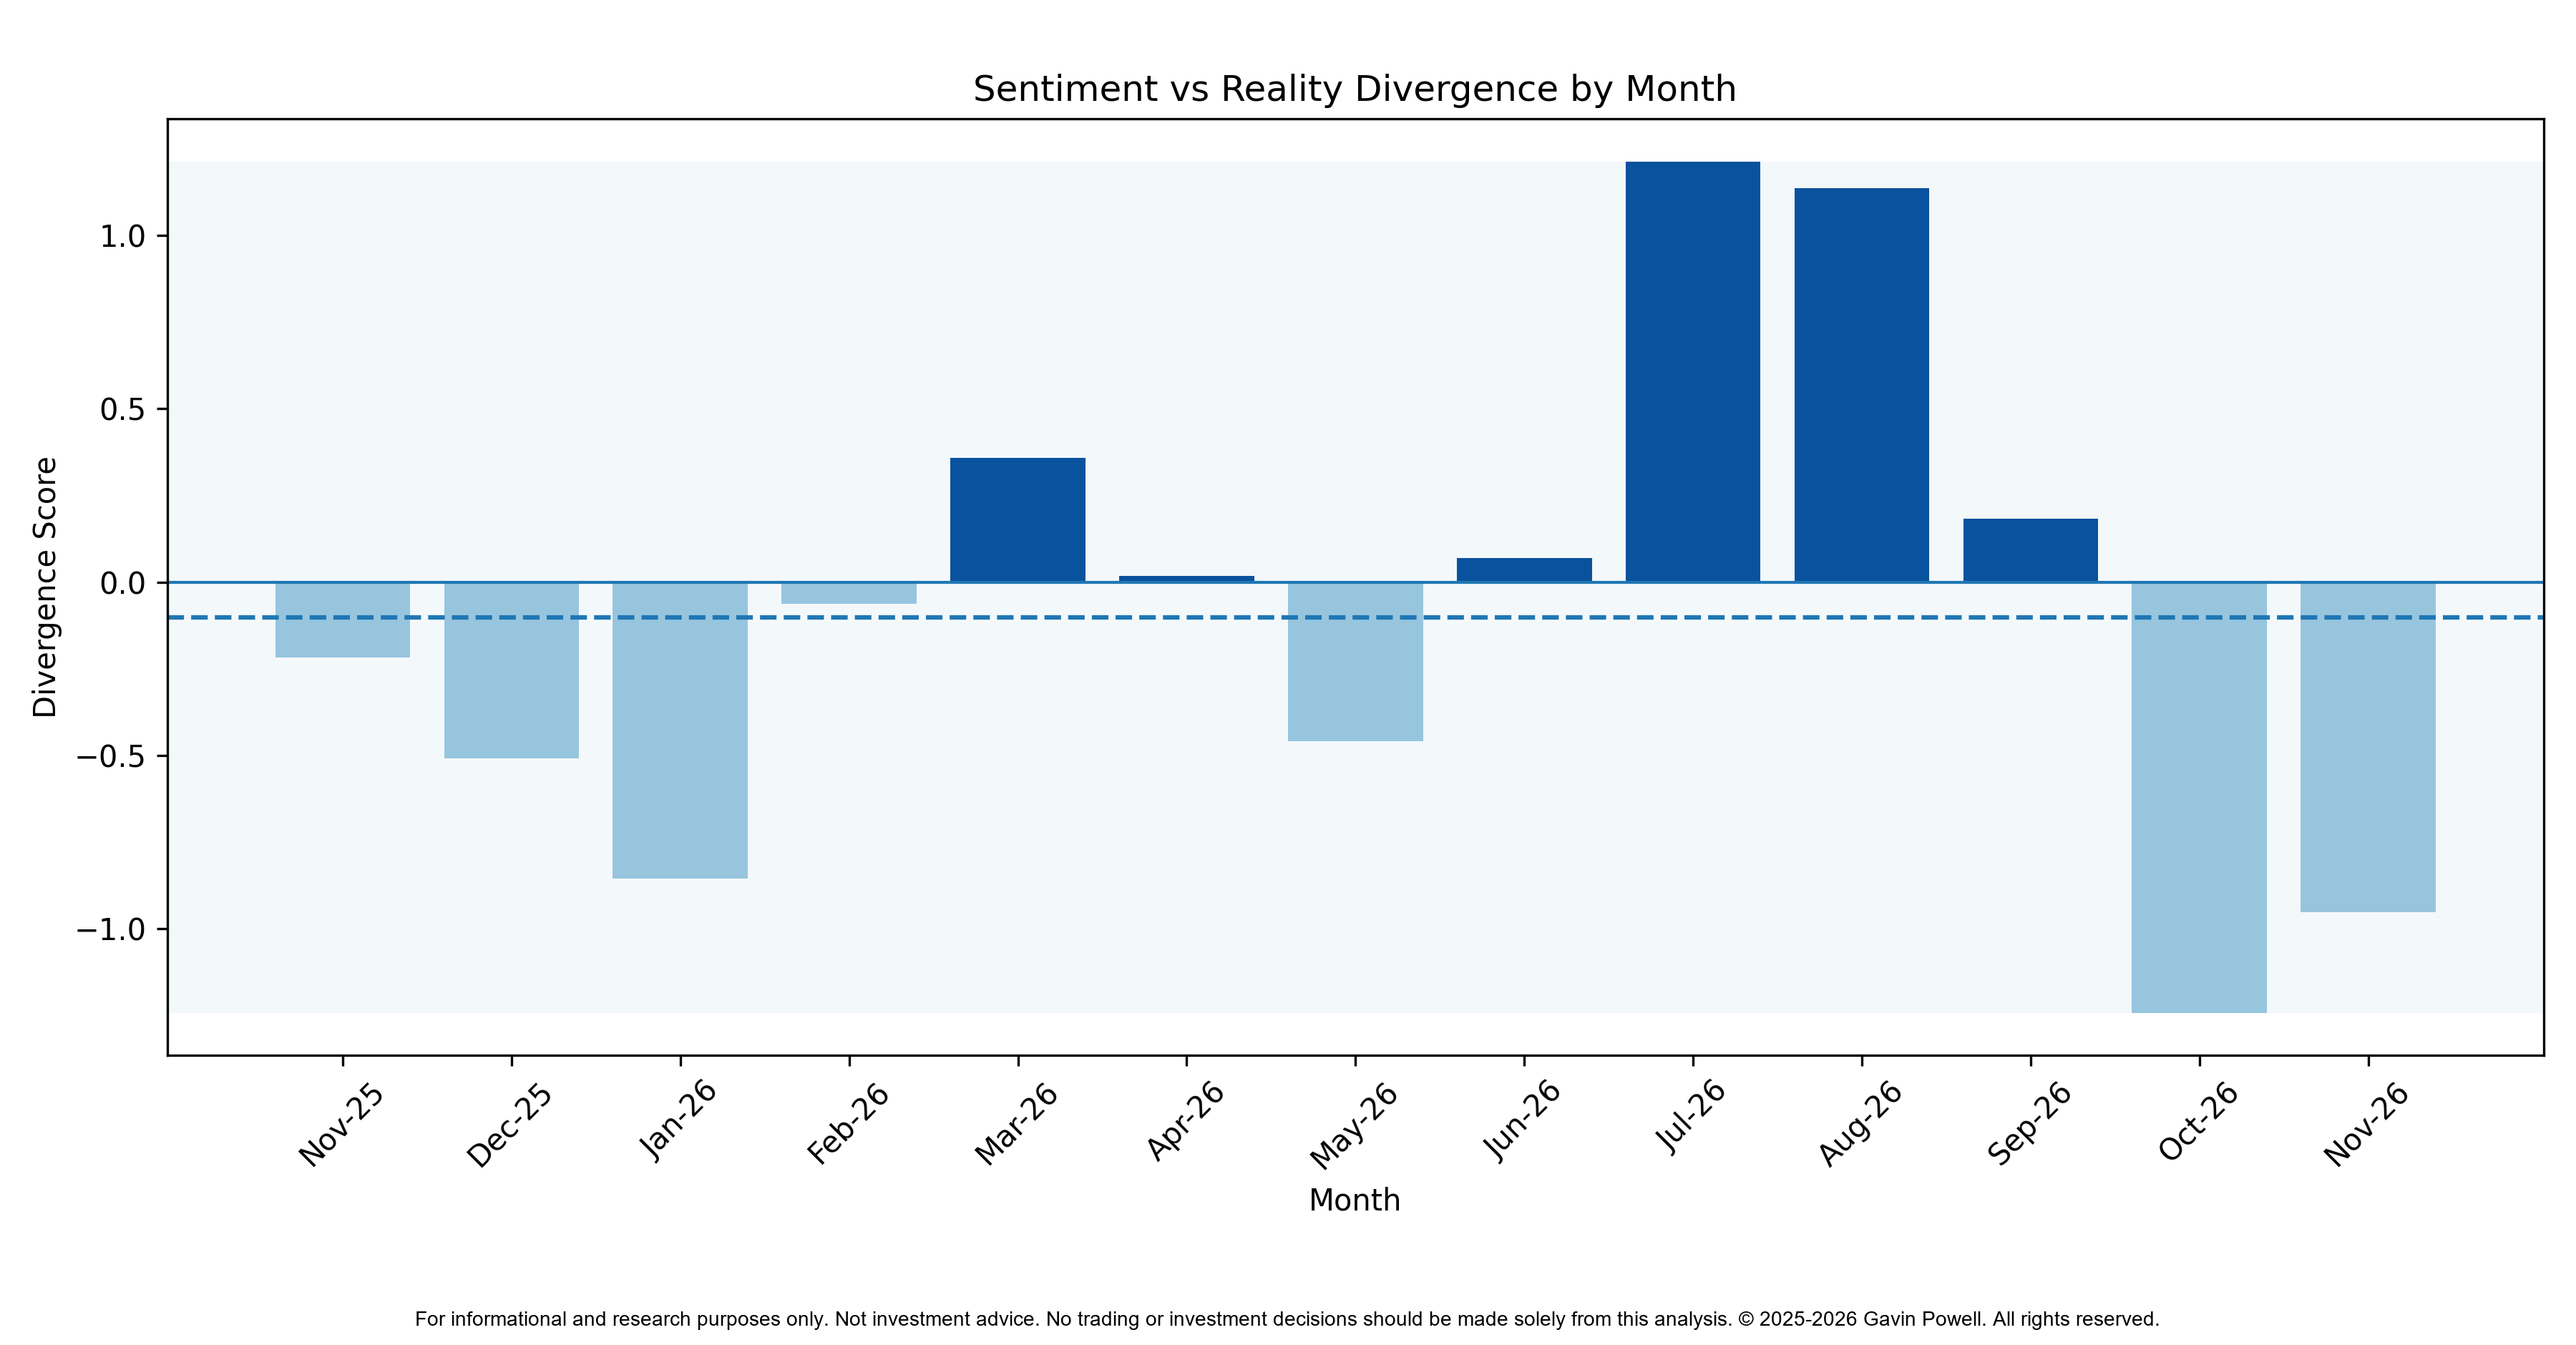 Sentiment vs Reality Divergence by Month
Divergence Score
1.0
0.5
0.0
−0.5
−1.0
Nov-25
Dec-25
Jan-26
Feb-26
Mar-26
Apr-26
May-26
Jun-26
Jul-26
Aug-26
Sep-26
Oct-26
Nov-26
Month
For informational and research purposes only. Not investment advice. No trading or investment decisions should be made solely from this analysis. © 2025-2026 Gavin Powell. All rights reserved.